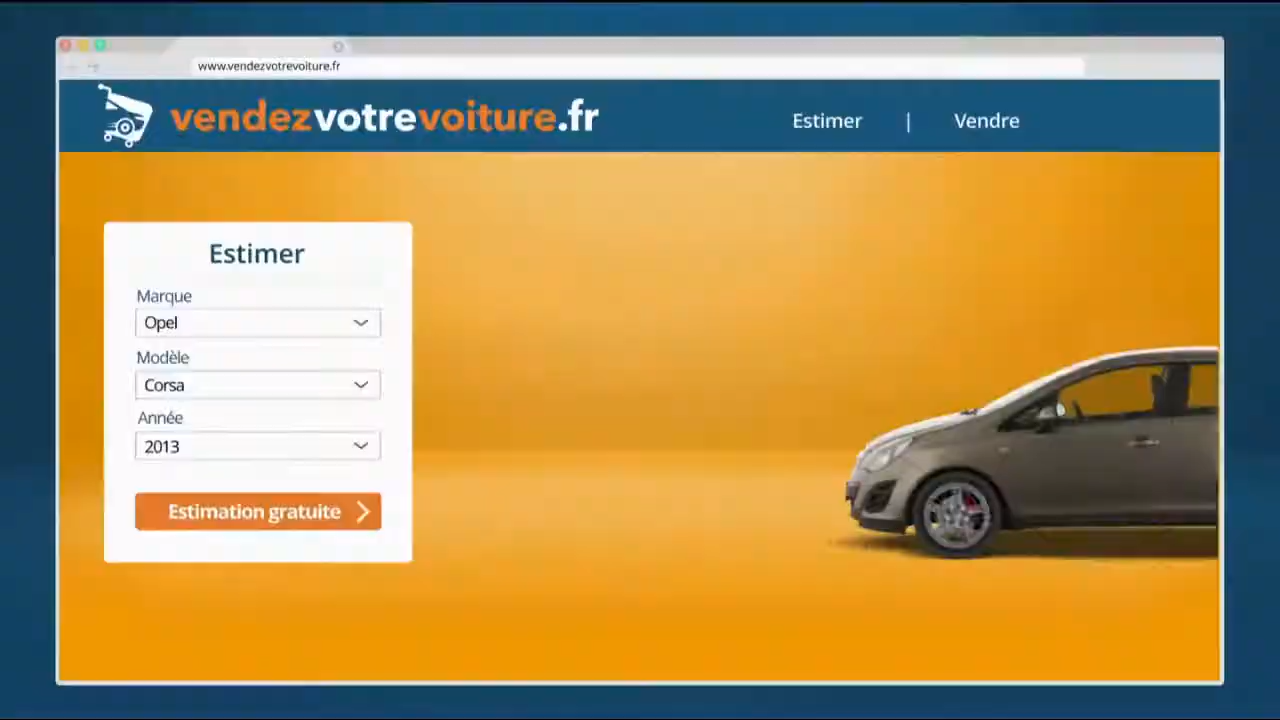 www.vendezvotrevoiture.fr
vendezvotrevoiture.fr
Estimer | Vendre
Estimer
Marque
Opel
Modèle
Corsa
Année
2013
Estimation gratuite